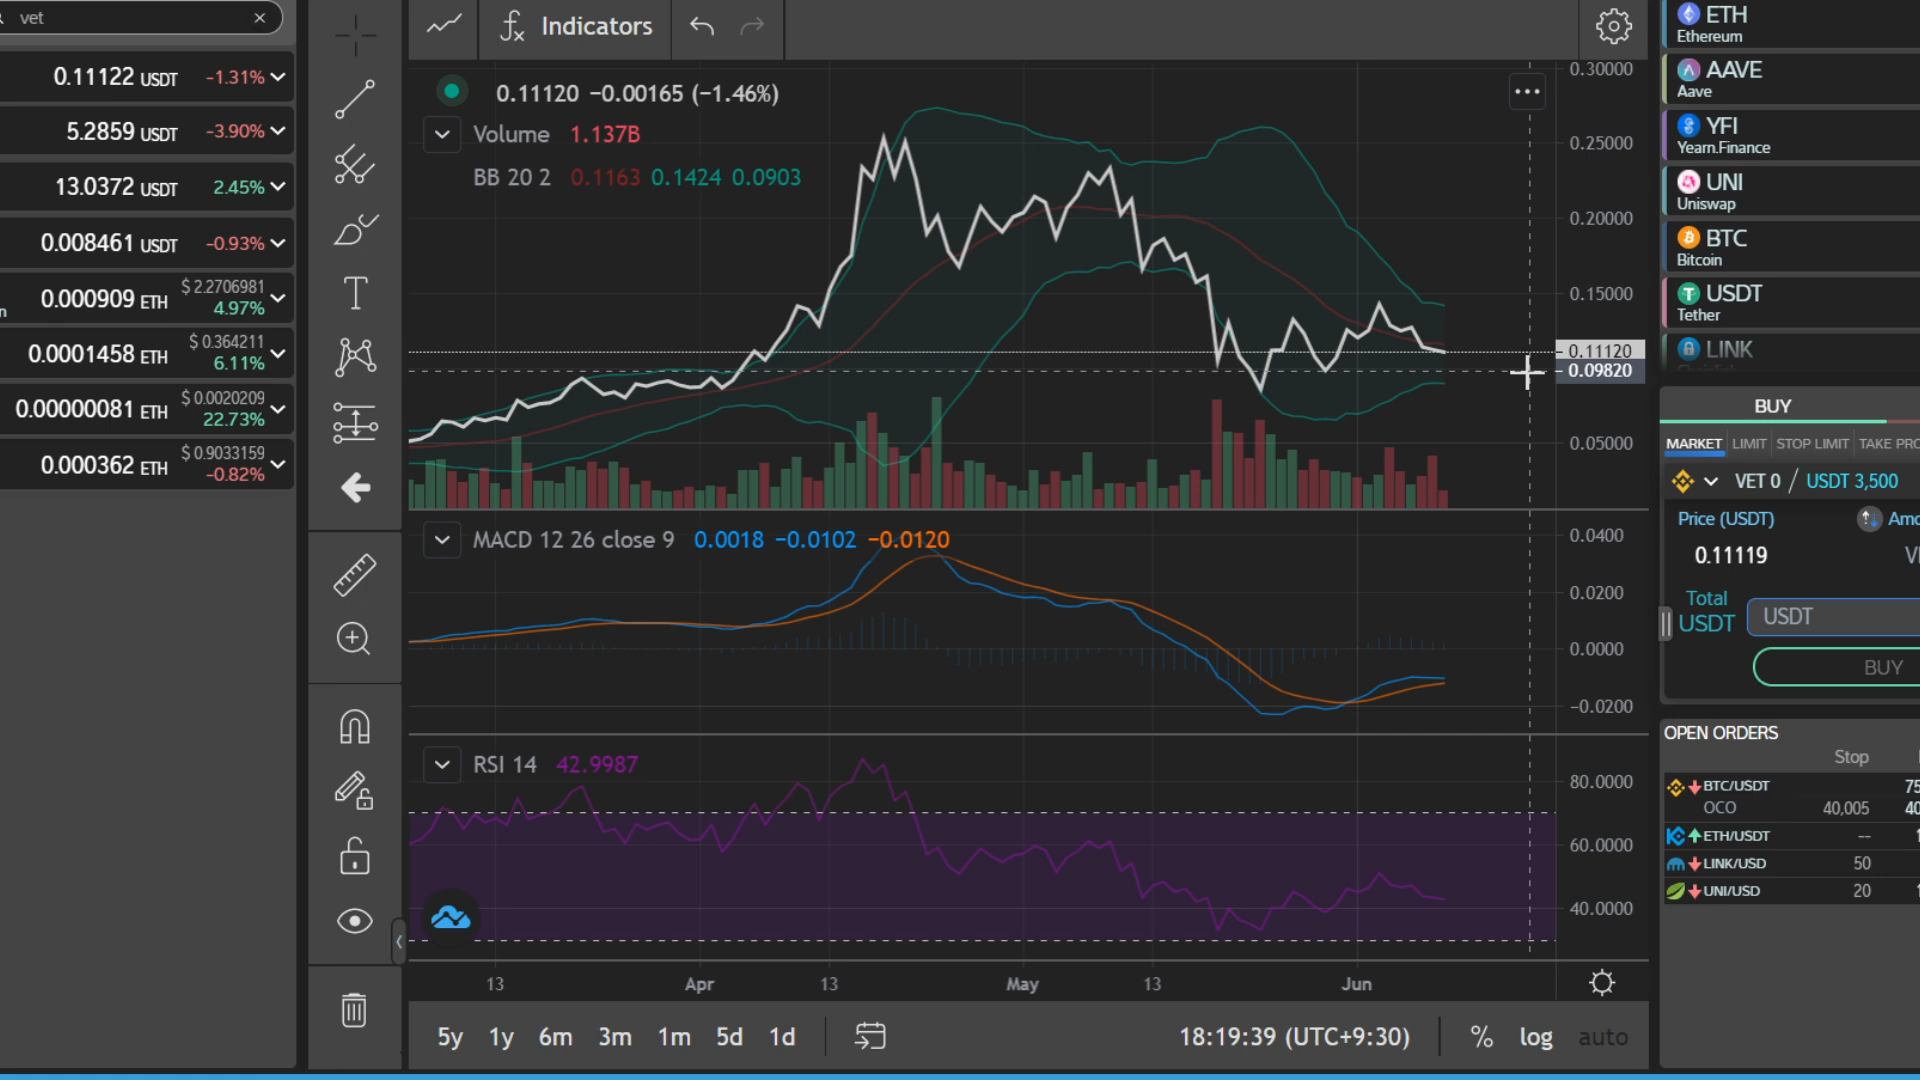 vet ×
0.11122 USDT -1.31%
5.2859 USDT -3.90%
13.0372 USDT 2.45%
0.008461 USDT -0.93%
0.000909 ETH $ 2.2706981
4.97%
n
0.0001458 ETH $ 0.364211
6.11%
0.00000081 ETH $ 0.0020209
22.73%
0.000362 ETH $ 0.9033159
-0.82%
T
fx Indicators
0.11120 −0.00165 (−1.46%)
Volume 1.137B
BB 20 2 0.1163 0.1424 0.0903
0.30000
0.25000
0.20000
0.15000
0.11120
0.09820
0.05000
MACD 12 26 close 9 0.0018 −0.0102 −0.0120
0.0400
0.0200
0.0000
−0.0200
RSI 14 42.9987
80.0000
60.0000
40.0000
13 Apr 13 May 13 Jun
5y 1y 6m 3m 1m 5d 1d
18:19:39 (UTC+9:30) % log auto
ETH
Ethereum
AAVE
Aave
YFI
Yearn.Finance
UNI
Uniswap
BTC
Bitcoin
USDT
Tether
LINK
BUY
MARKET LIMIT STOP LIMIT TAKE PRO
VET 0 / USDT 3,500
Price (USDT) Amo
0.11119
Total
USDT USDT
BUY
OPEN ORDERS
Stop
BTC/USDT 75
OCO 40,005 40
ETH/USDT -- 1
LINK/USD 50
UNI/USD 20 1